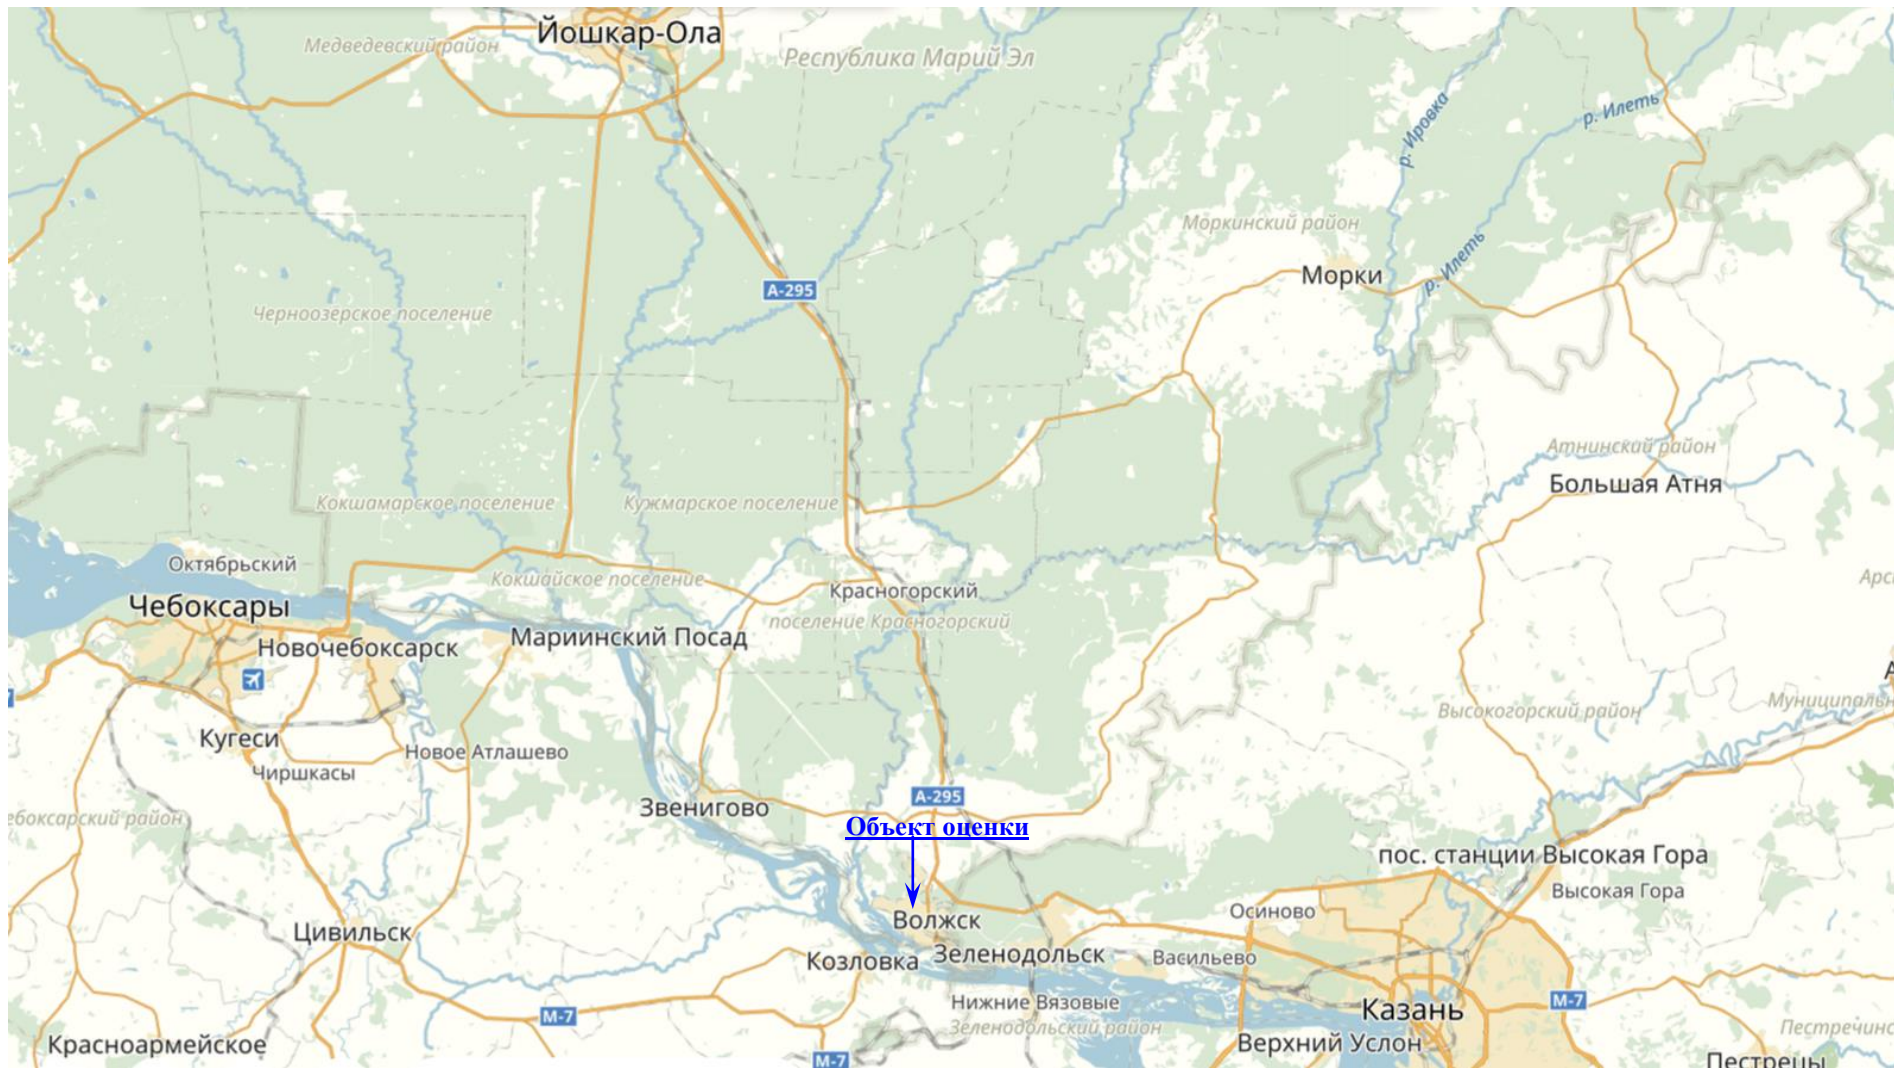 Йошкар-Ола
Медведевский район
Республика Марий Эл
р. Ировка
р. Илеть
Моркинский район
р. Илеть
Морки
А-295
Черноозёрское поселение
Атнинский район
Большая Атня
Кокшамарское поселение
Кужмарское поселение
Октябрьский
Кокшайское поселение
Красногорский
Чебоксары
поселение Красногорский
Новочебоксарск
Мариинский Посад
Высокогорский район
Кугеси
Новое Атлашево
Чиршкасы
А-295
Звенигово
Объект оценки
пос. станции Высокая Гора
Высокая Гора
Осиново
Волжск
Цивильск
Зеленодольск
Козловка
Васильево
Нижние Вязовые
М-7
М-7
Казань
Зеленодольский район
Красноармейское
Верхний Услон
М-7
Пестрецы